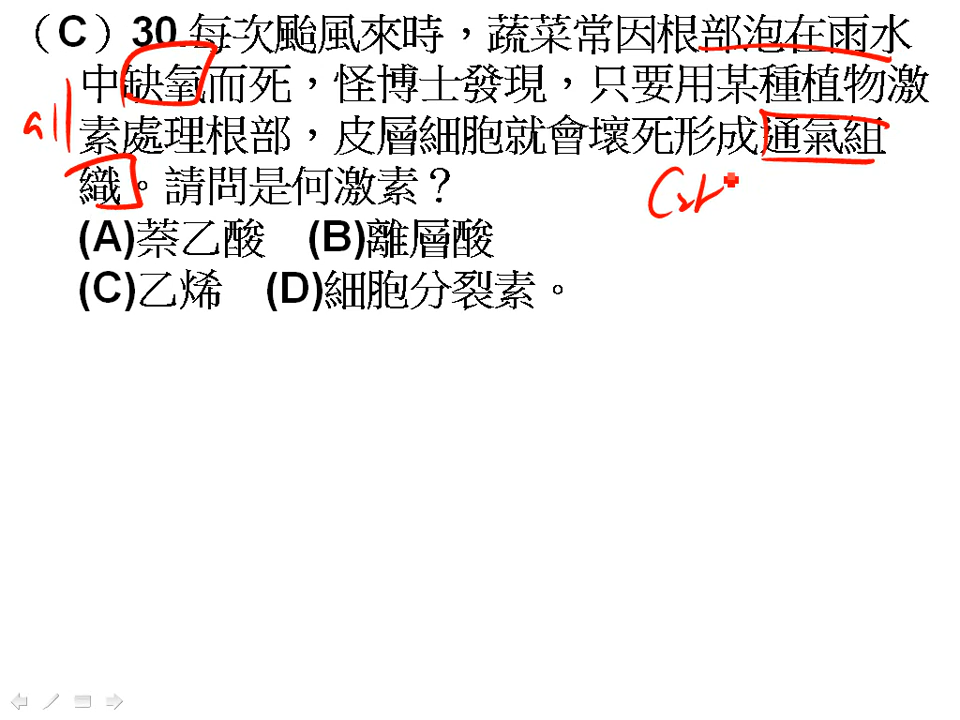 （C）30.每次颱風來時，蔬菜常因根部泡在雨水
中缺氧而死，怪博士發現，只要用某種植物激
素處理根部，皮層細胞就會壞死形成通氣組
織。請問是何激素？
(A)萘乙酸　(B)離層酸
(C)乙烯　(D)細胞分裂素。
all